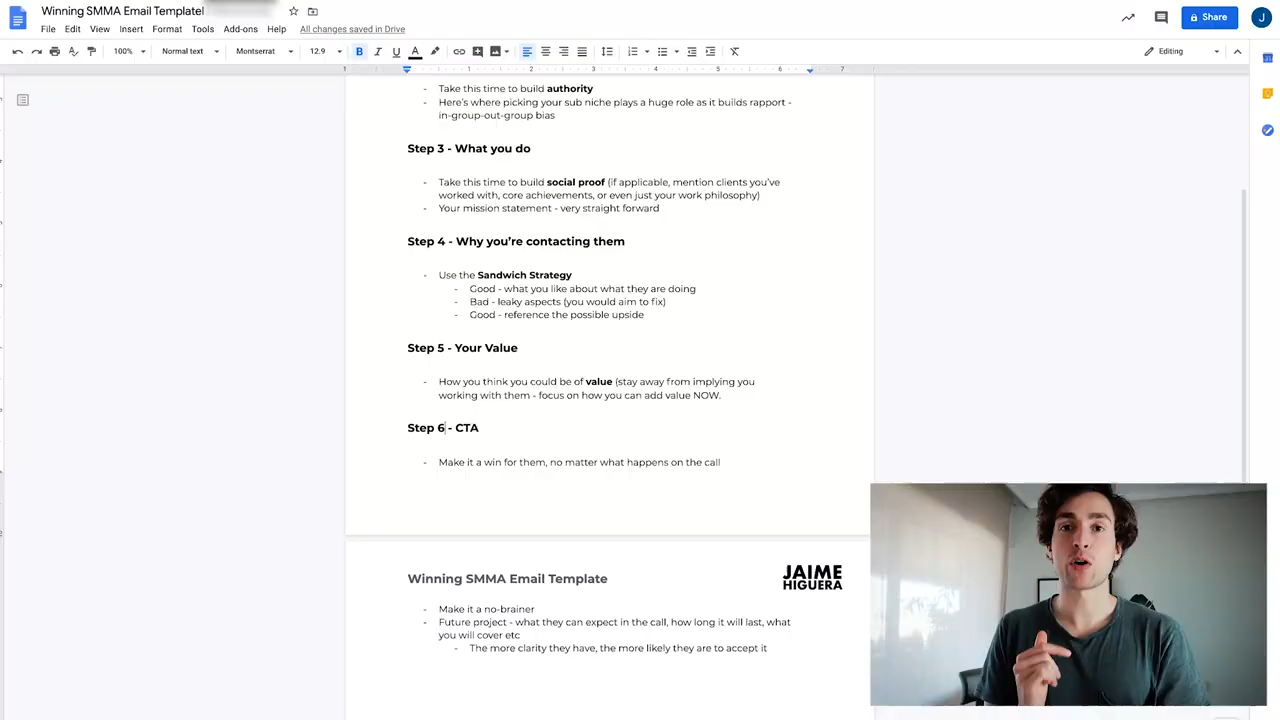 Winning SMMA Email Template!
File Edit View Insert Format Tools Add-ons Help All changes saved in Drive
Share
J
100% Normal text Montserrat 12.9 B I U A Editing
1 1 2 3 4 5 6 7
- Take this time to build authority
- Here's where picking your sub niche plays a huge role as it builds rapport -
in-group-out-group bias
Step 3 - What you do
- Take this time to build social proof (if applicable, mention clients you've
worked with, core achievements, or even just your work philosophy)
- Your mission statement - very straight forward
Step 4 - Why you're contacting them
- Use the Sandwich Strategy
- Good - what you like about what they are doing
- Bad - leaky aspects (you would aim to fix)
- Good - reference the possible upside
Step 5 - Your Value
- How you think you could be of value (stay away from implying you
working with them - focus on how you can add value NOW.
Step 6 - CTA
- Make it a win for them, no matter what happens on the call
Winning SMMA Email Template
JAIME
HIGUERA
- Make it a no-brainer
- Future project - what they can expect in the call, how long it will last, what
you will cover etc
- The more clarity they have, the more likely they are to accept it